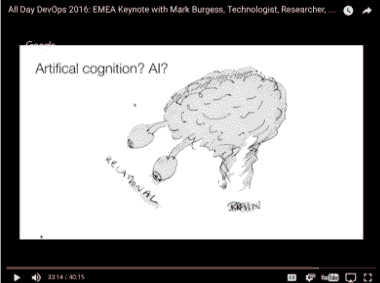 All Day DevOps 2016: EMEA Keynote with Mark Burgess, Technologist, Researcher, ...
Google
Artifical cognition? AI?
RELATIONAL
BRAIN
33:14 / 40:15
CC
YouTube